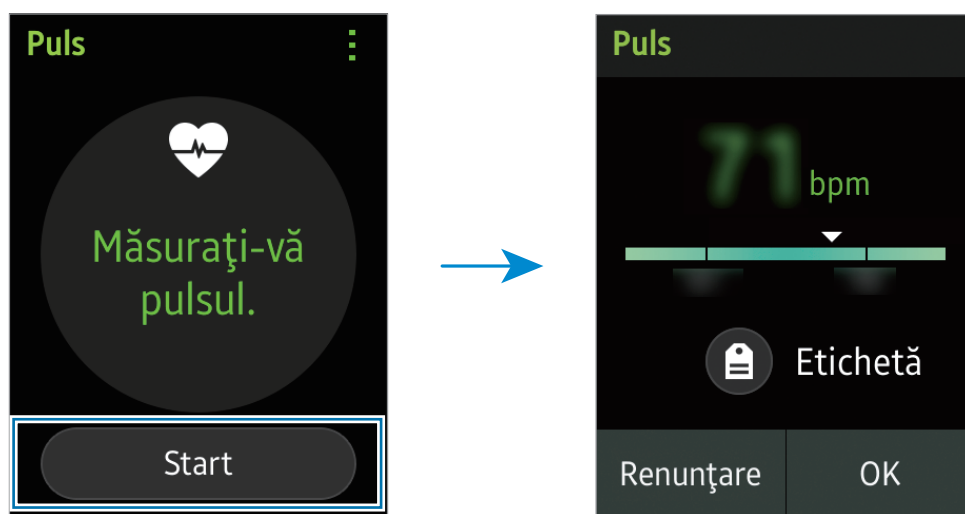 Puls
Măsuraţi-vă
pulsul.
Start
Puls
71 bpm
Etichetă
Renunţare
OK